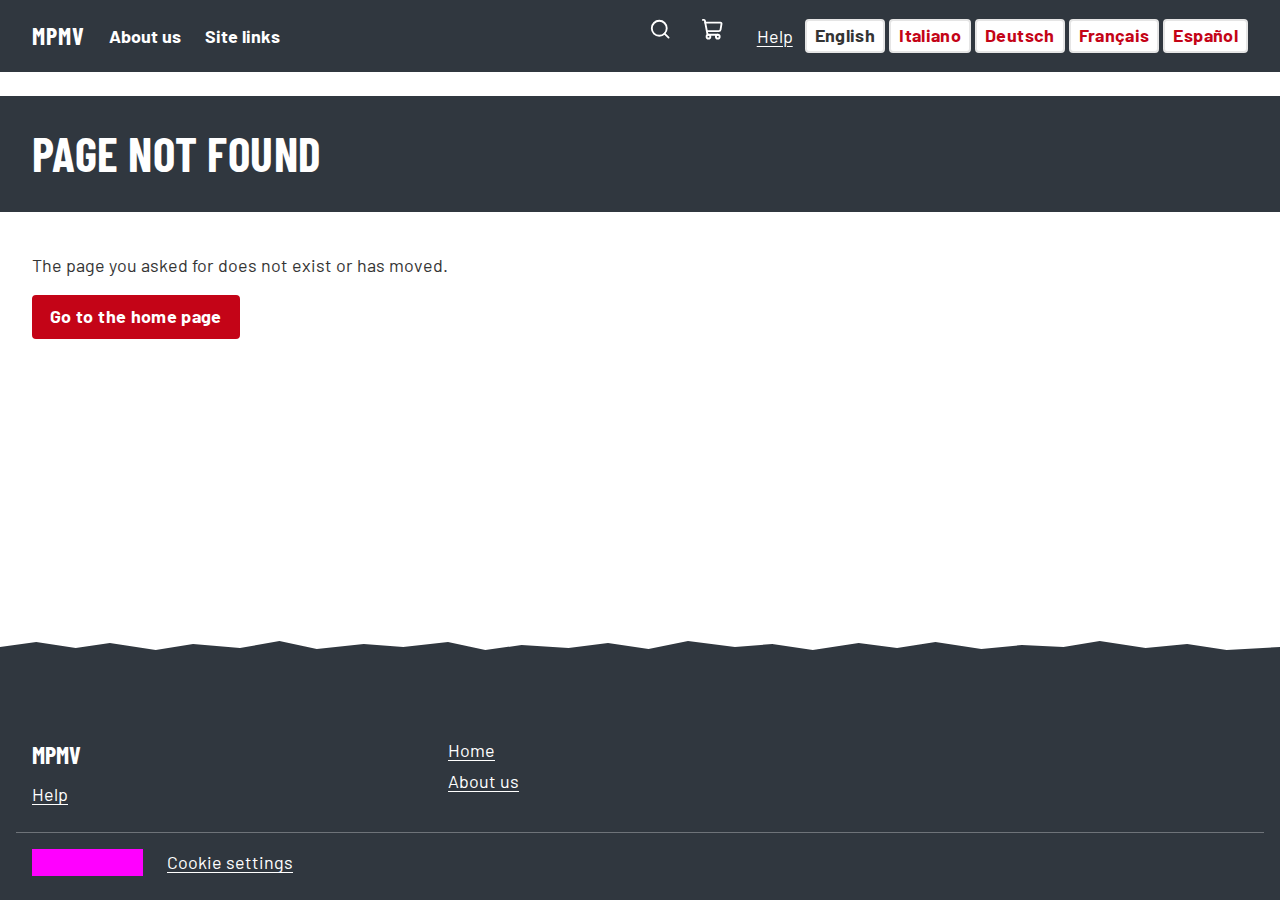 MPMV About us Site links Help English Italiano Deutsch Français Español
PAGE NOT FOUND
The page you asked for does not exist or has moved.
Go to the home page
MPMV
Help
Home
About us
Cookie settings